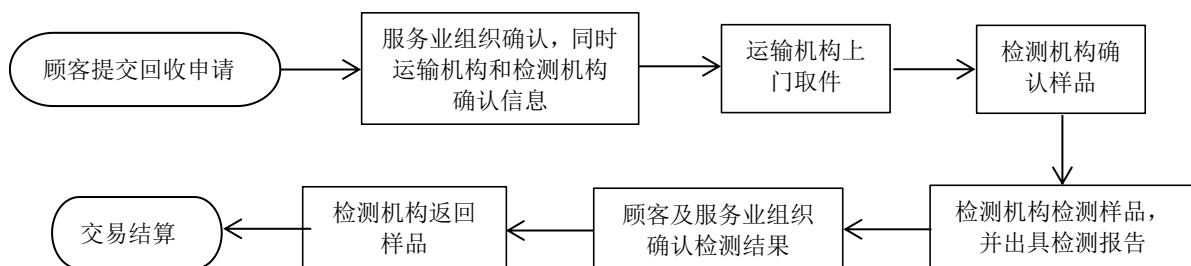 顾客提交回收申请
服务业组织确认，同时
运输机构和检测机构
确认信息
运输机构上
门取件
检测机构确
认样品
检测机构检测样品，
并出具检测报告
顾客及服务业组织
确认检测结果
检测机构返回
样品
交易结算